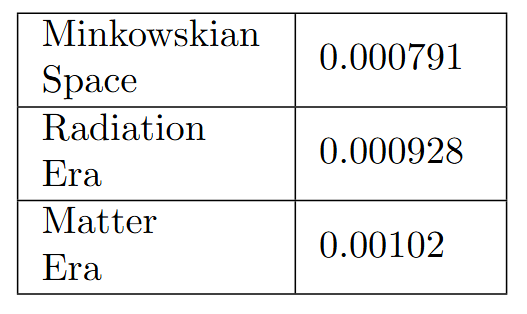 Minkowskian
Space
0.000791
Radiation
Era
0.000928
Matter
Era
0.00102